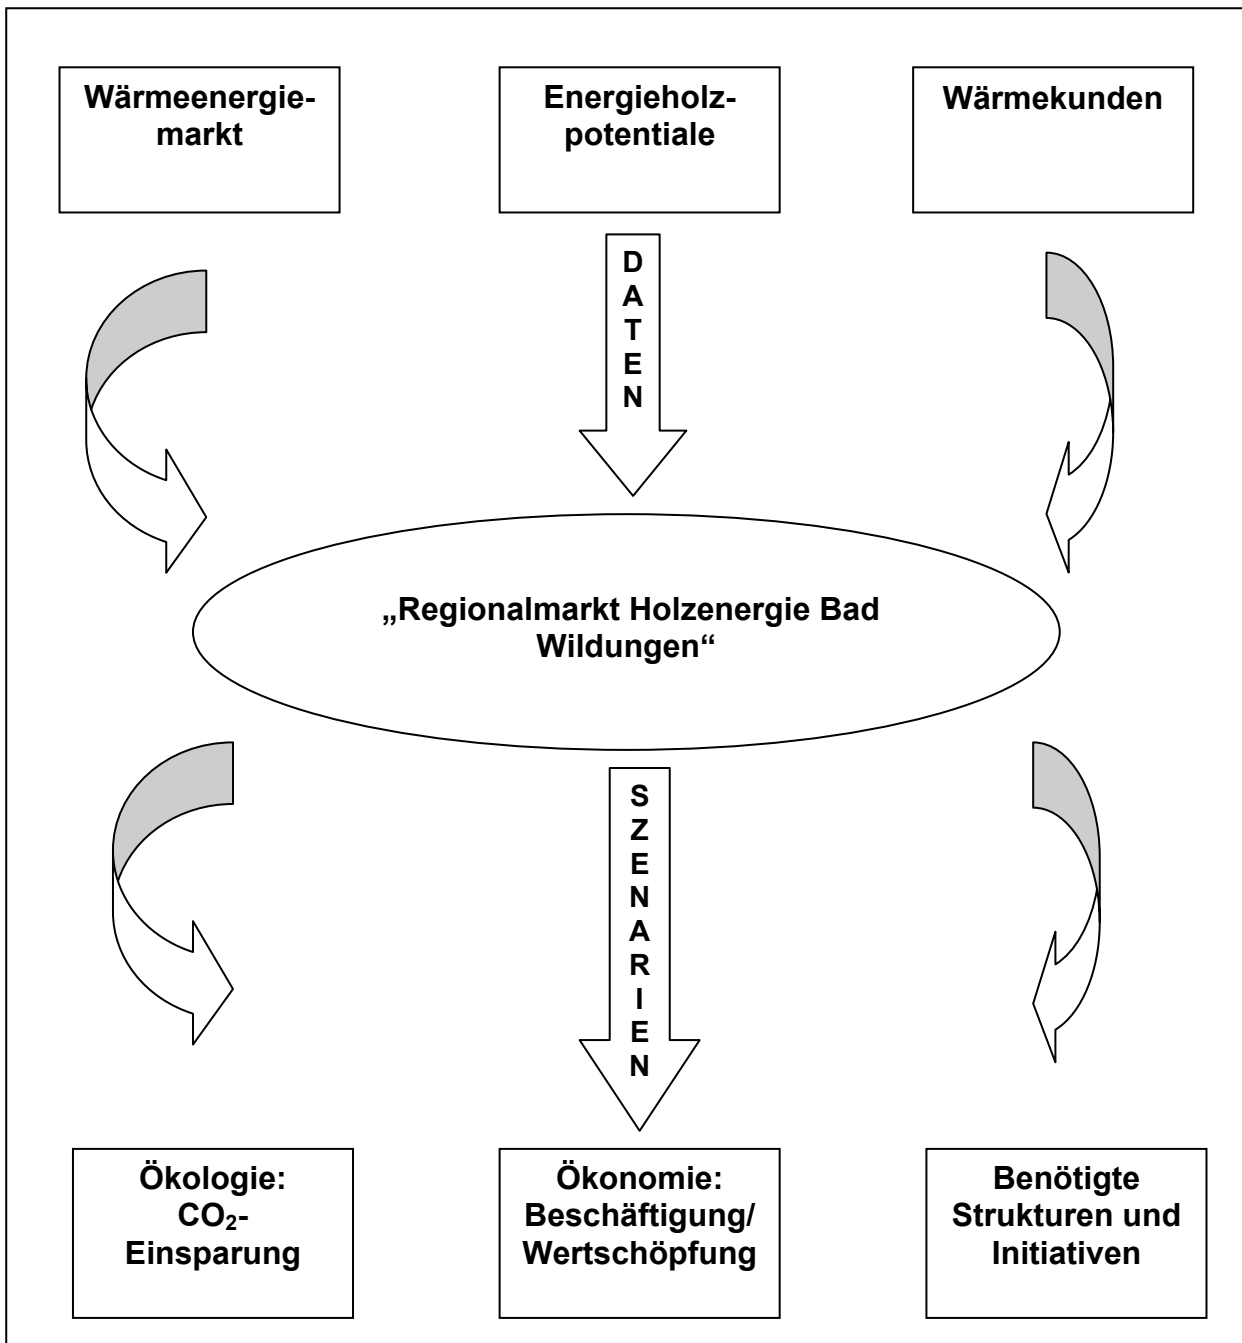 Wärmeenergie-
markt
Energieholz-
potentiale
Wärmekunden
D
A
T
E
N
„Regionalmarkt Holzenergie Bad
Wildungen“
S
Z
E
N
A
R
I
E
N
Ökologie:
CO₂-
Einsparung
Ökonomie:
Beschäftigung/
Wertschöpfung
Benötigte
Strukturen und
Initiativen